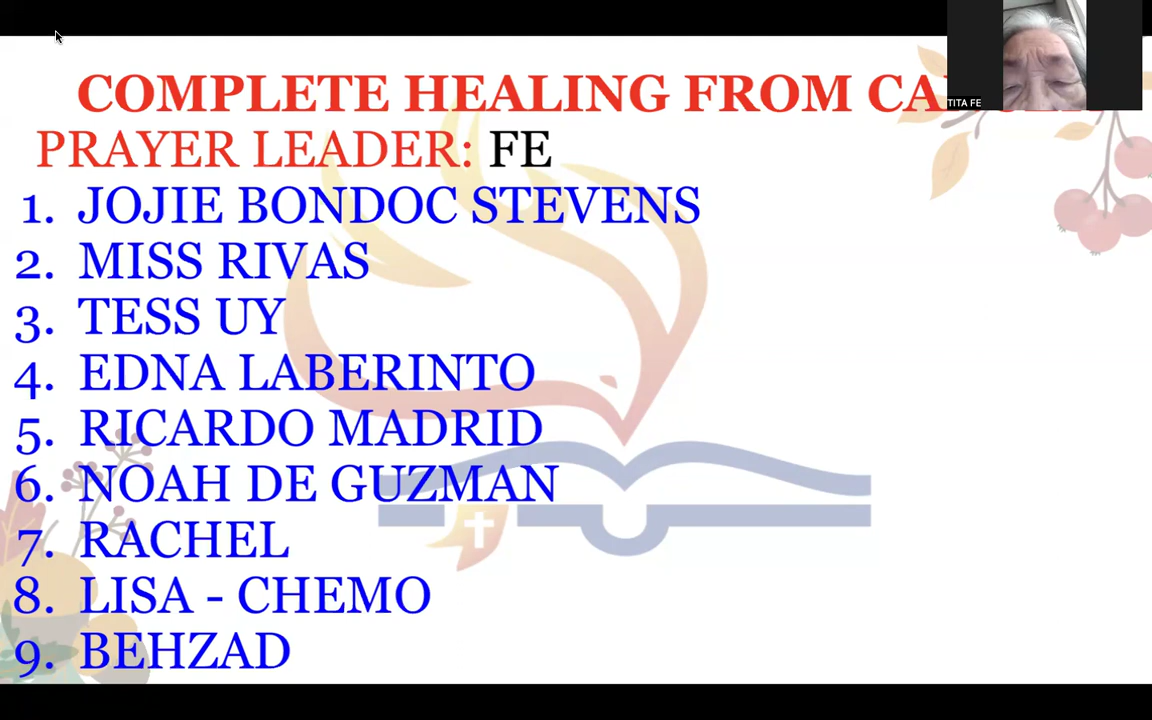 COMPLETE HEALING FROM
TITA FE
PRAYER LEADER: FE
1. JOJIE BONDOC STEVENS
2. MISS RIVAS
3. TESS UY
4. EDNA LABERINTO
5. RICARDO MADRID
6. NOAH DE GUZMAN
7. RACHEL
8. LISA - CHEMO
9. BEHZAD